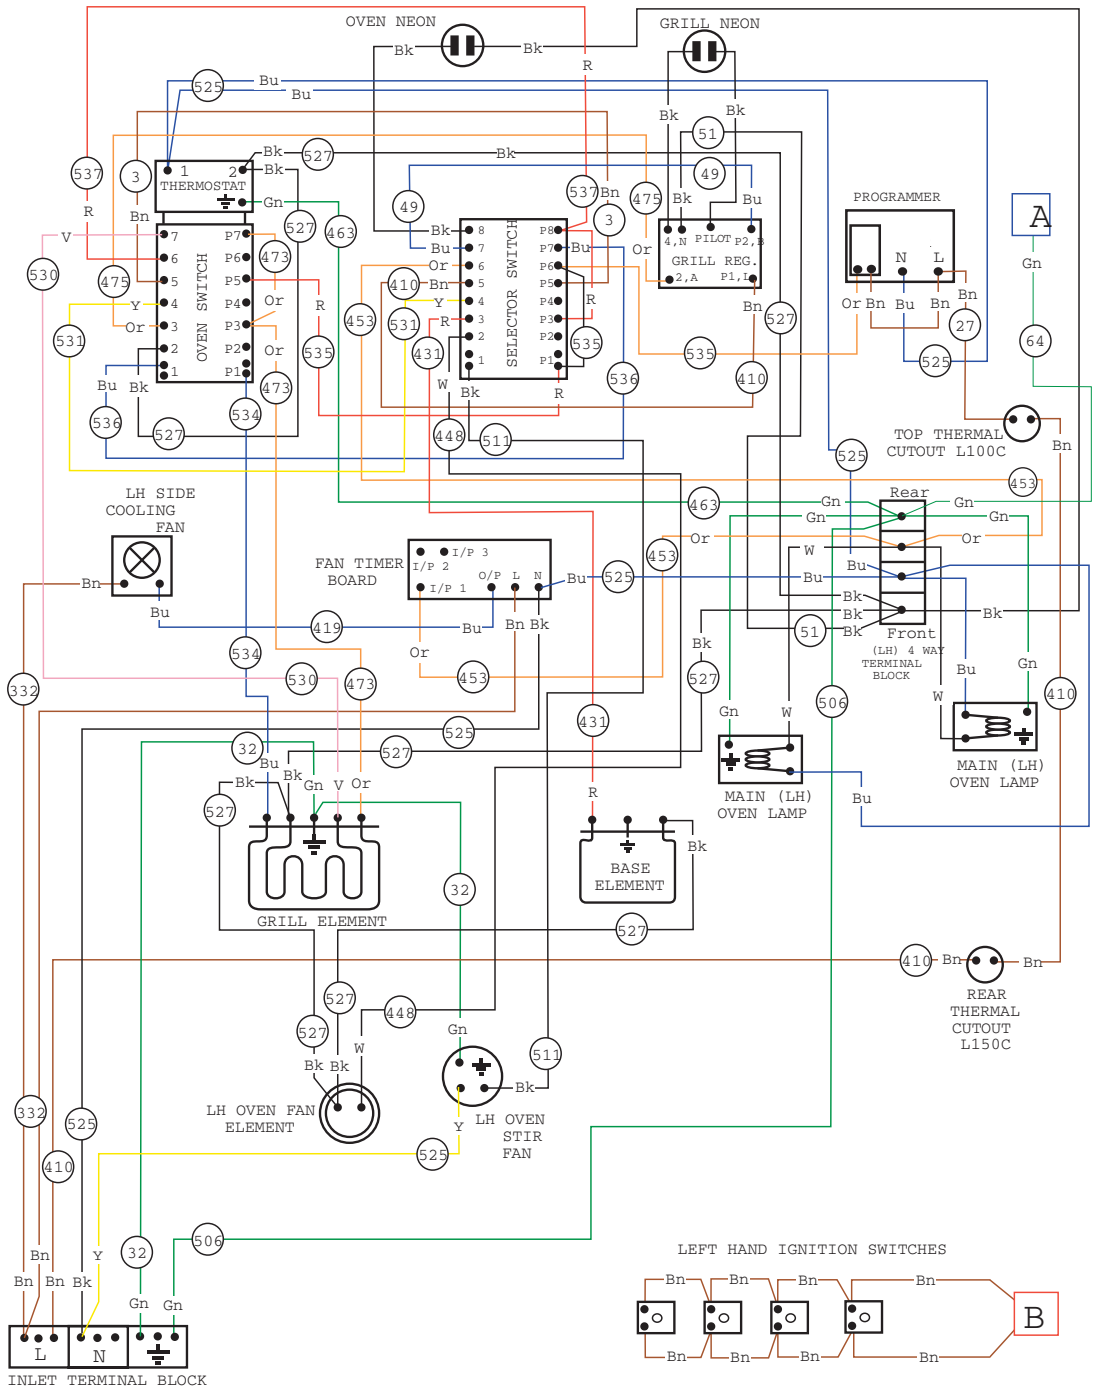 OVEN NEON
GRILL NEON
Bk
Bk
R
525
Bu
Bu
Bk
Bk
51
537
3
Bk
527
Bk
49
1
2
Bk
THERMOSTAT
Gn
R
Bn
527
463
49
537
Bn
3
475
Bk
Bu
PROGRAMMER
A
V
530
475
7
6
5
4
3
2
1
P7
P6
P5
P4
P3
P2
P1
OVEN SWITCH
473
Or
Or
473
Y
Or
531
Bu
Bk
536
527
534
R
535
453
Bk
Bu
Or
Bn
Y
R
410
531
431
W
Bk
8
7
6
5
4
3
2
1
SELECTOR SWITCH
P8
P7
P6
P5
P4
P3
P2
P1
Bu
R
535
R
536
4,N
PILOT
P2,B
GRILL REG.
2,A
P1,L
Or
Bn
527
535
410
N
L
Or
Bn
Bu
Bn
Bn
27
525
Gn
64
TOP THERMAL
CUTOUT L100C
Bn
448
511
525
453
LH SIDE
COOLING
FAN
463
Gn
Gn
Rear
Gn
Gn
Or
W
Or
453
Bu
Bu
Bk
Bk
Bk
Bk
51
Front
(LH) 4 WAY
TERMINAL
BLOCK
FAN TIMER
BOARD
I/P 3
I/P 2
I/P 1
O/P
L
N
Bu
525
Bn
Bu
419
Bu
Bn
Bk
Or
453
Bk
527
534
530
473
332
525
527
32
431
506
Gn
W
Bu
W
Gn
410
MAIN (LH)
OVEN LAMP
MAIN (LH)
OVEN LAMP
Bu
Bk
527
Bu
Bk
Gn
V
Or
GRILL ELEMENT
R
Bk
BASE
ELEMENT
32
527
410
Bn
Bn
REAR
THERMAL
CUTOUT
L150C
527
527
448
Bk
Bk
W
LH OVEN FAN
ELEMENT
Gn
511
Bk
Y
LH OVEN
STIR
FAN
332
525
410
525
506
32
Bn
Y
Bn
Bn
Bk
Gn
Gn
L
N
INLET TERMINAL BLOCK
LEFT HAND IGNITION SWITCHES
Bn
Bn
Bn
Bn
B
Bn
Bn
Bn
Bn